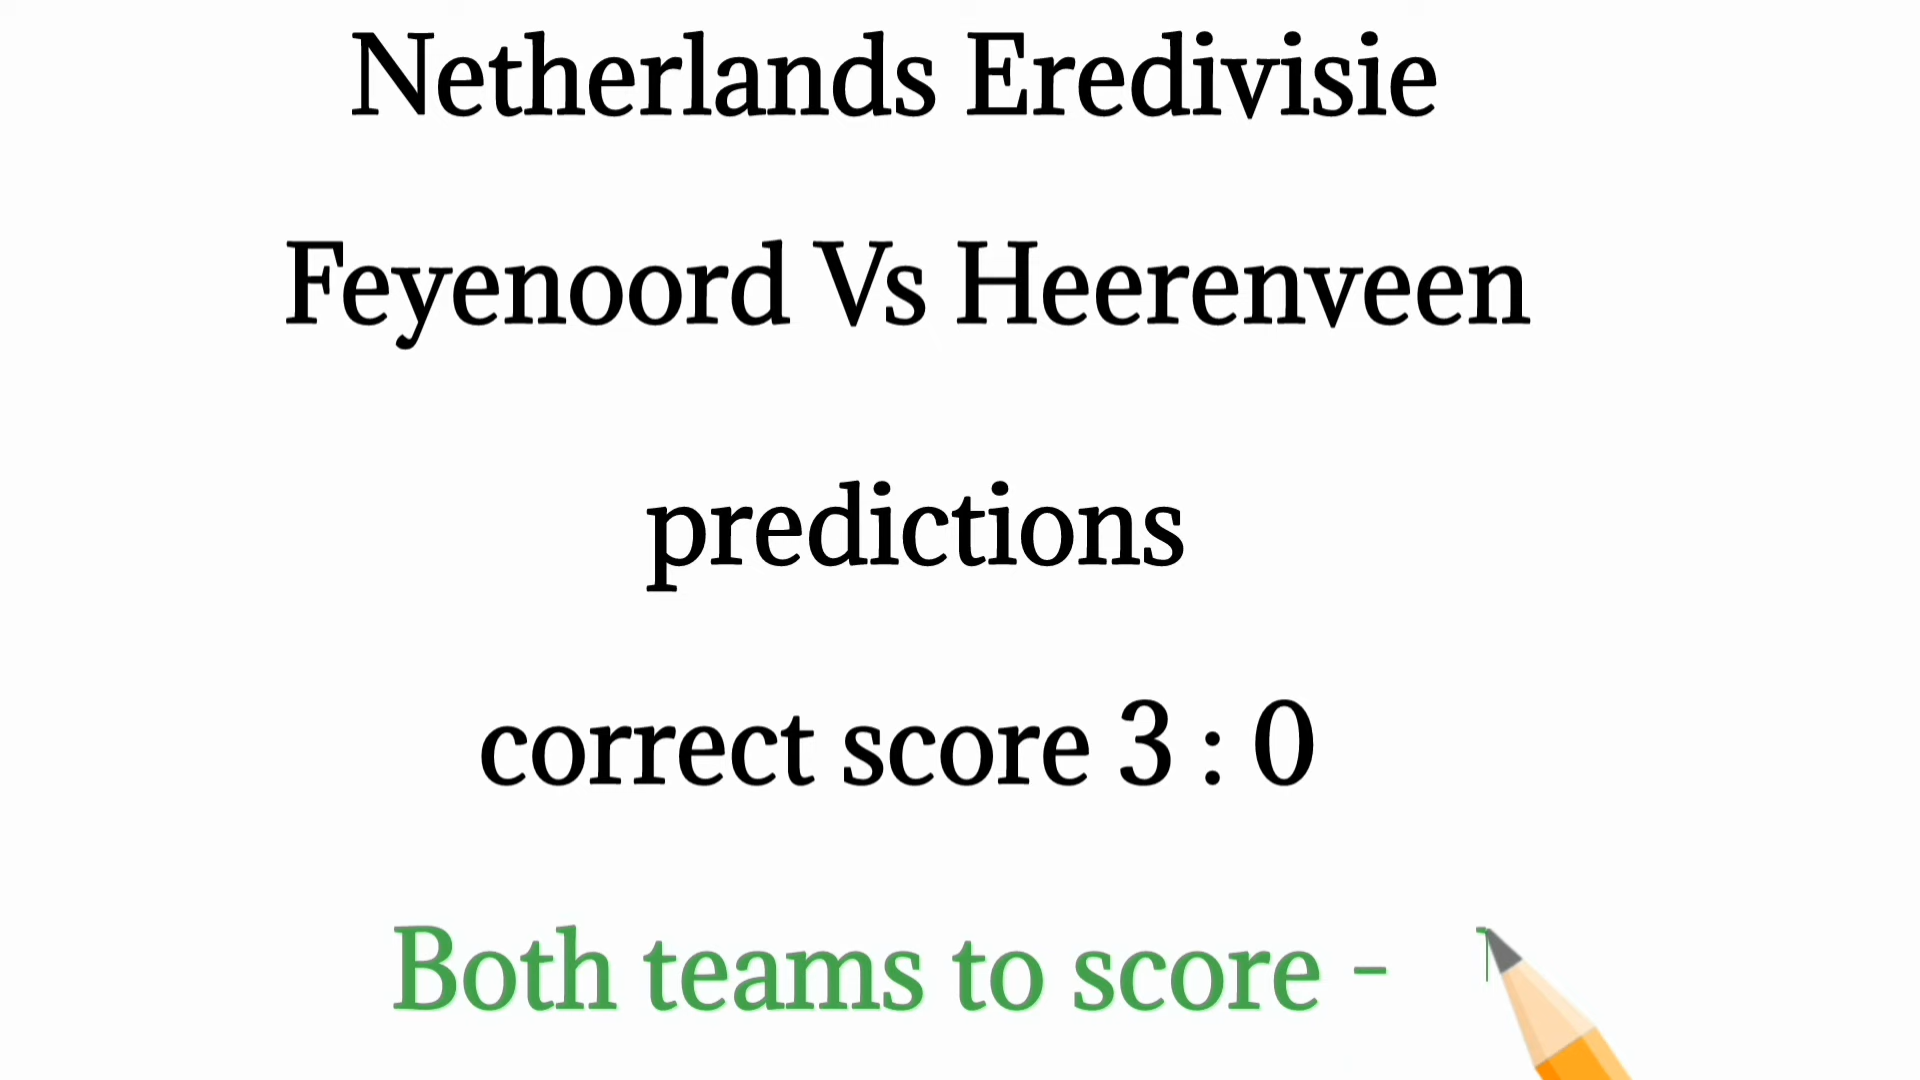 Netherlands Eredivisie
Feyenoord Vs Heerenveen
predictions
correct score 3 : 0
Both teams to score -